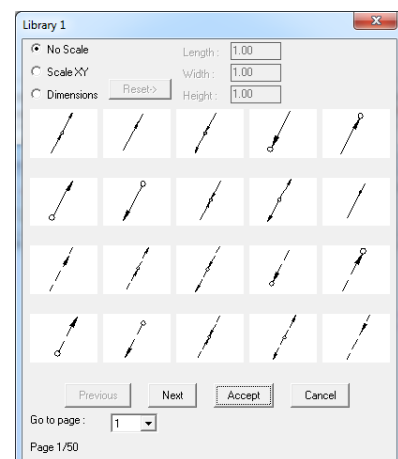 Library 1
No Scale
Length : 1.00
Scale XY
Width : 1.00
Dimensions Reset-> Height : 1.00
Previous Next Accept Cancel
Go to page : 1
Page 1/50